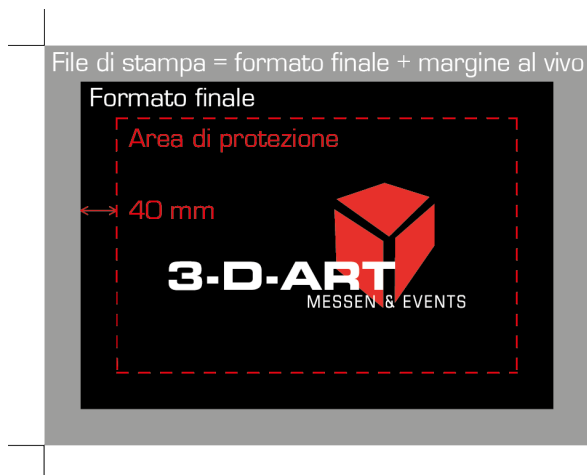 File di stampa = formato finale + margine al vivo
Formato finale
Area di protezione
40 mm
3-D-ART
MESSEN & EVENTS